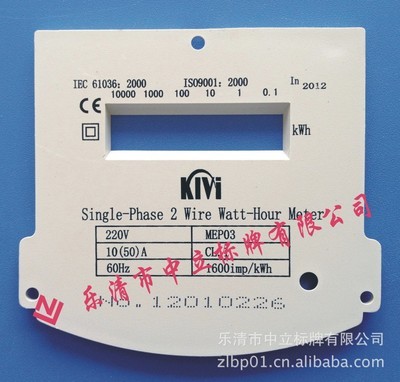 IEC 61036: 2000 ISO9001: 2000 In 2012
10000 1000 100 10 1 0.1
CE
kWh
KIVI
Single-Phase 2 Wire Watt-Hour Meter
220V MEP03
10(50)A
60Hz 1600imp/kWh
No.12010226
乐清市中立标牌有限公司
乐清市中立标牌有限公司
zlbp01.cn.alibaba.com